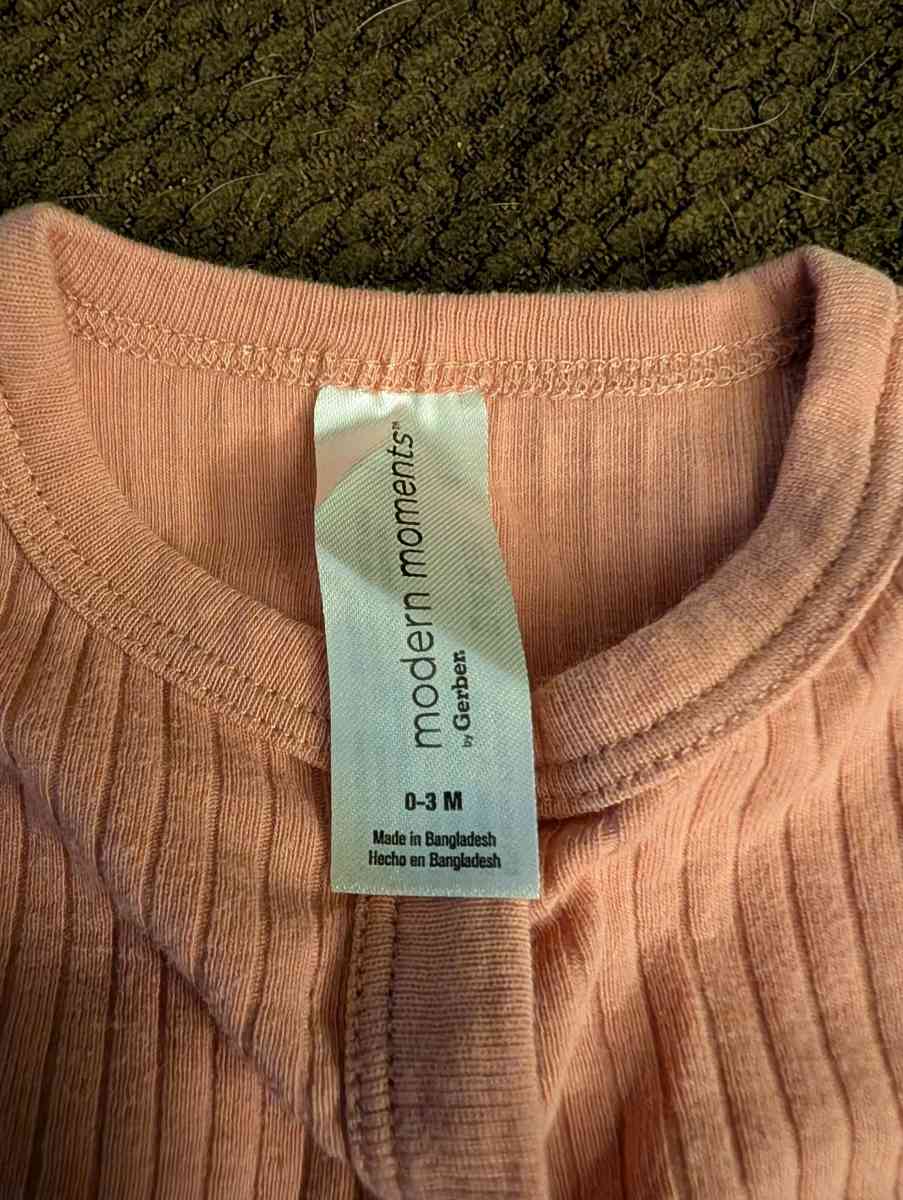 modern moments™
by Gerber®
0-3 M
Made in Bangladesh
Hecho en Bangladesh